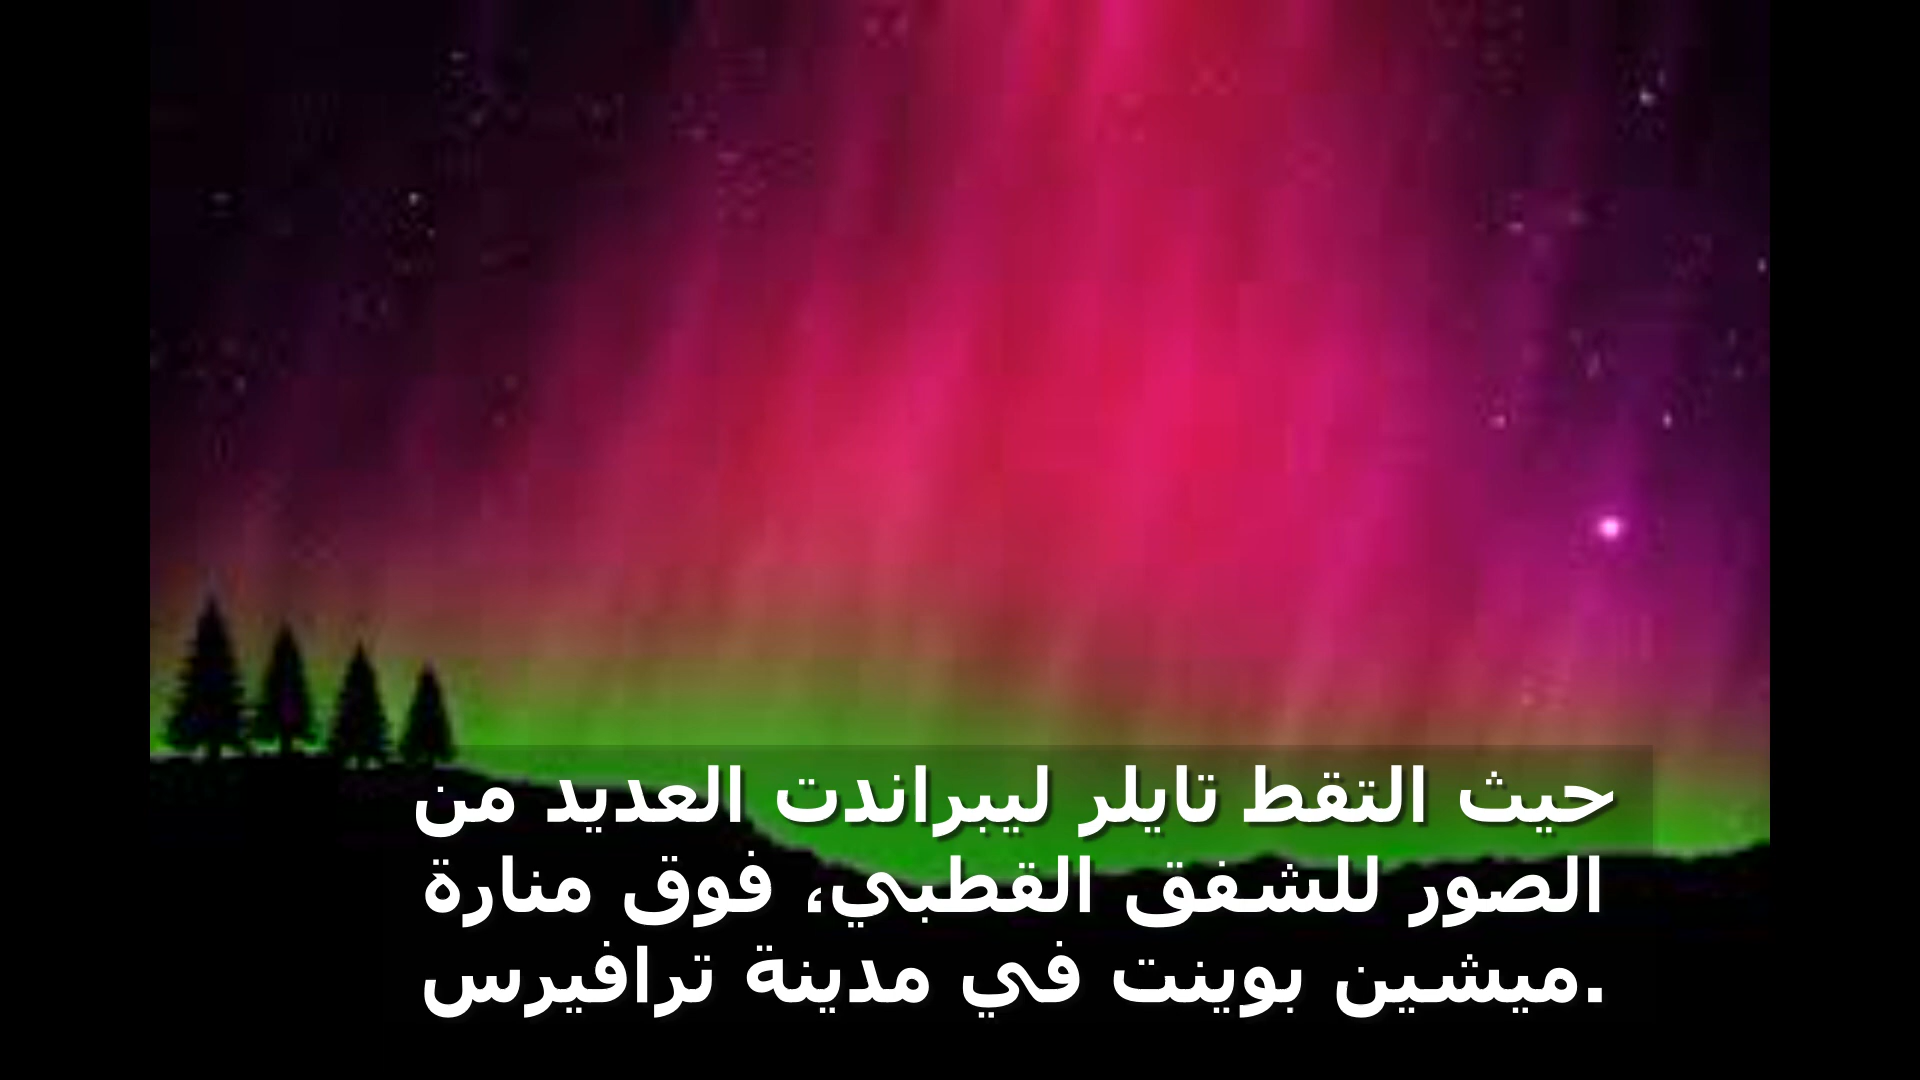 حيث التقط تايلر ليبراندت العديد من
الصور للشفق القطبي، فوق منارة
.ميشين بوينت في مدينة ترافيرس